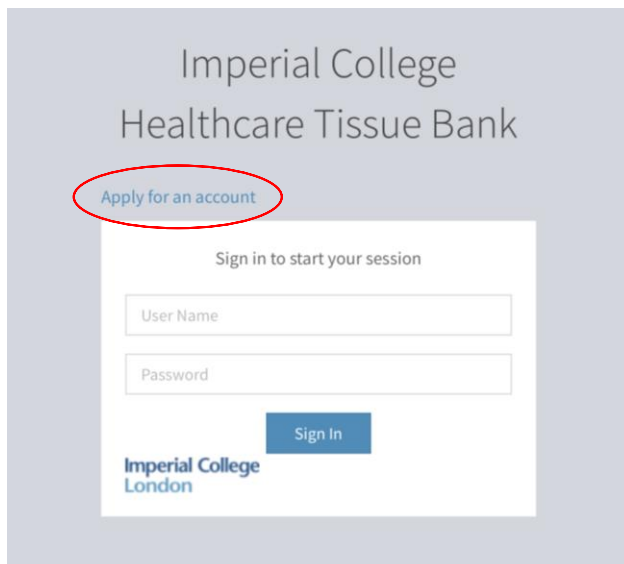 Imperial College
Healthcare Tissue Bank
Apply for an account
Sign in to start your session
User Name
Password
Sign In
Imperial College
London